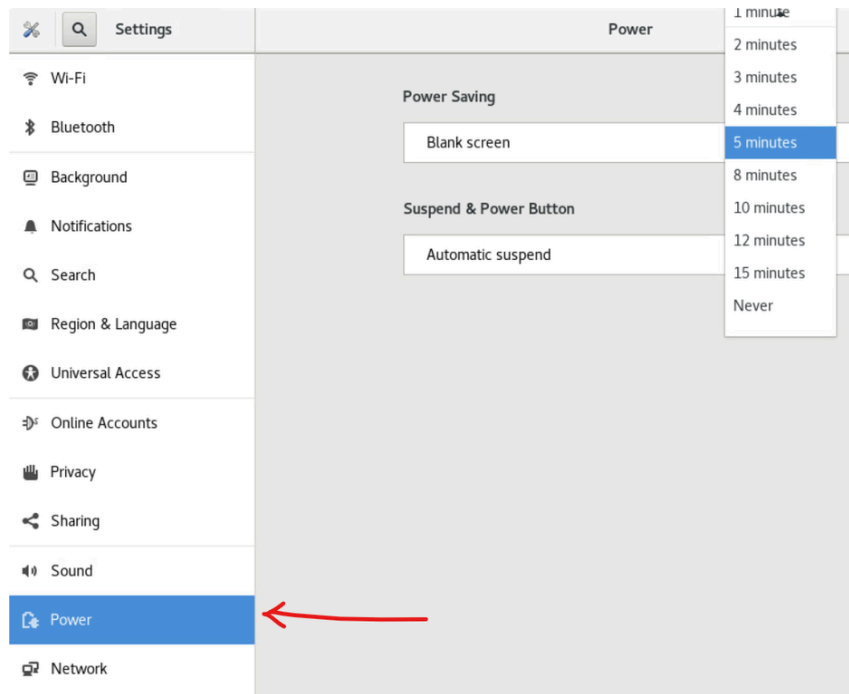 Settings
Power
Wi-Fi
Bluetooth
Background
Notifications
Search
Region & Language
Universal Access
Online Accounts
Privacy
Sharing
Sound
Power
Network
Power Saving
Blank screen
Suspend & Power Button
Automatic suspend
1 minute
2 minutes
3 minutes
4 minutes
5 minutes
8 minutes
10 minutes
12 minutes
15 minutes
Never